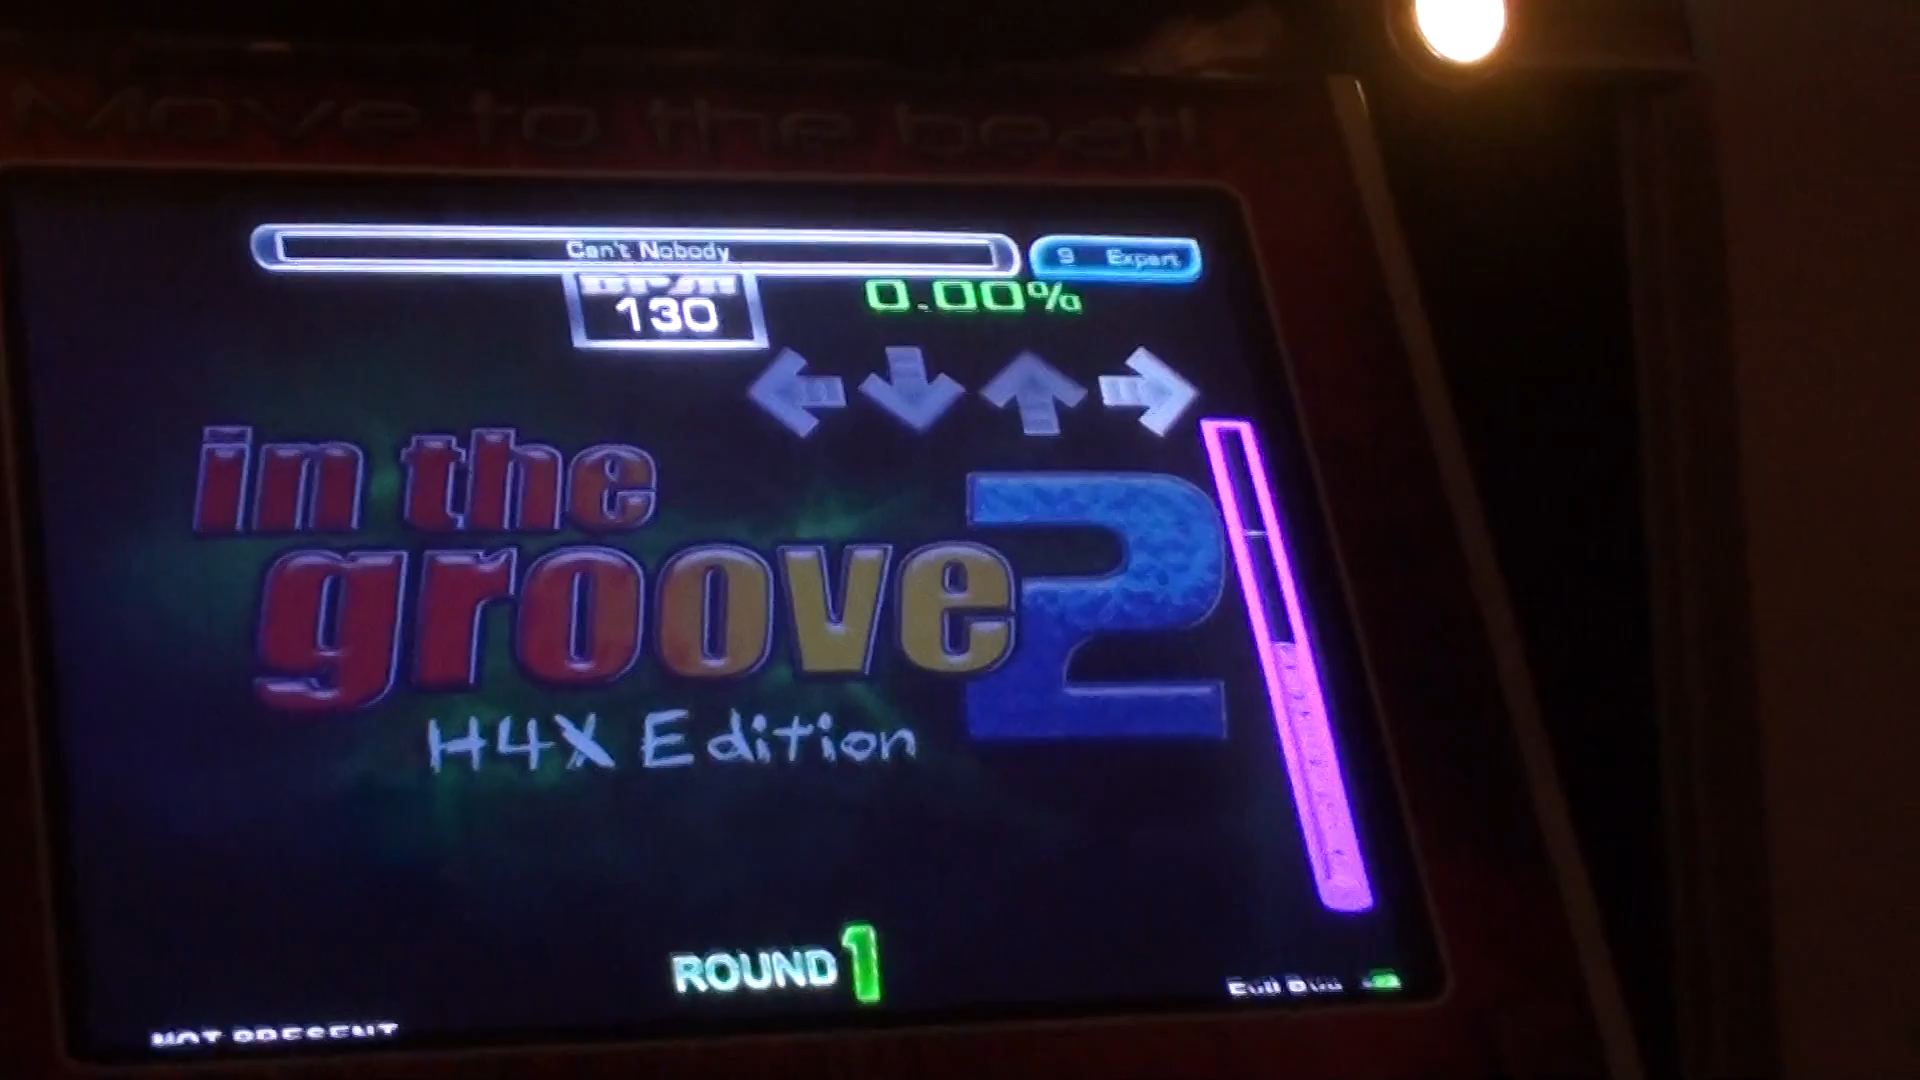 Move to the beat!
Can't Nobody
9 Expert
BPM
130
0.00%
in the
groove 2
H4X Edition
ROUND 1
NOT PRESENT